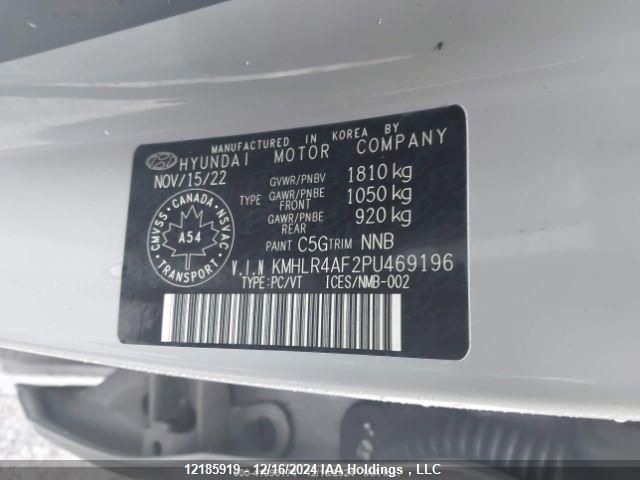 MANUFACTURED IN KOREA BY
HYUNDAI MOTOR COMPANY
NOV/15/22
GVWR/PNBV 1810 kg
TYPE GAWR/PNBE FRONT 1050 kg
GAWR/PNBE REAR 920 kg
PAINT C5G TRIM NNB
CMVSS · CANADA · NSVAC
A54
TRANSPORT
V.I.N KMHLR4AF2PU469196
TYPE:PC/VT ICES/NMB-002
12185919 - 12/16/2024 IAA Holdings , LLC